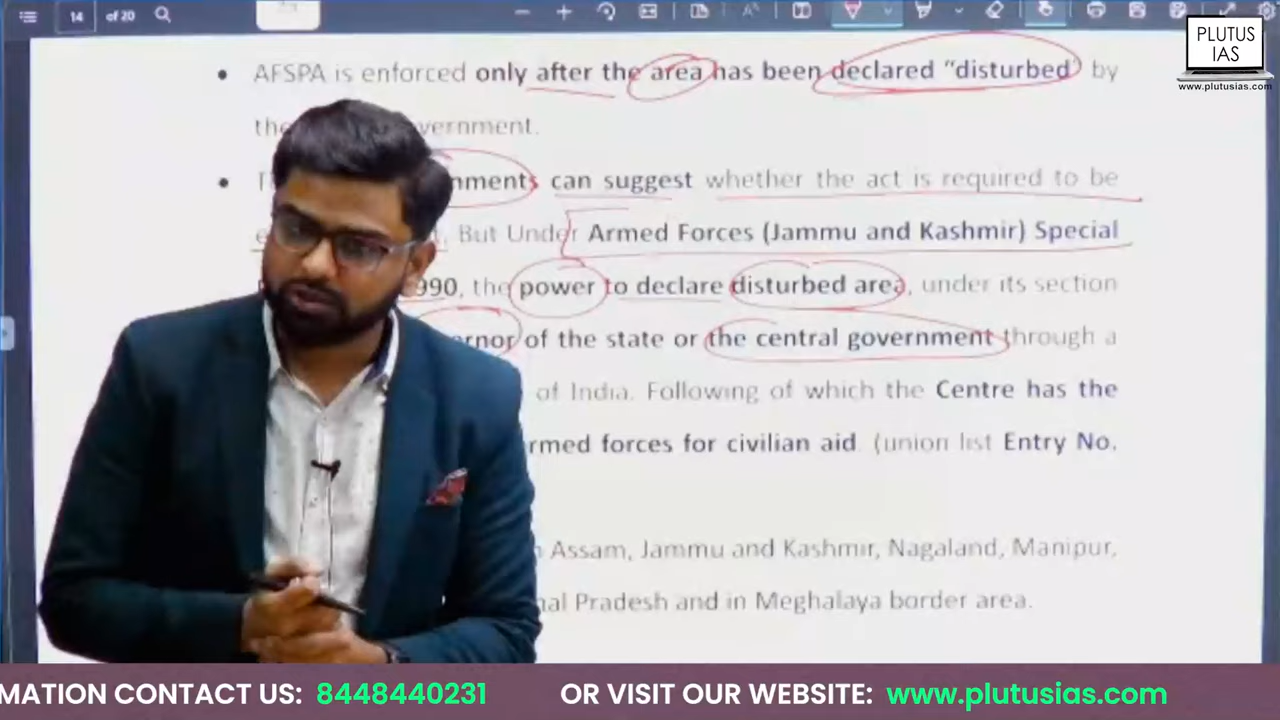 14 of 20
PLUTUS
IAS
www.plutusias.com
• AFSPA is enforced only after the area has been declared "disturbed" by
the vernment.
• T nments can suggest whether the act is required to be
. But Under Armed Forces (Jammu and Kashmir) Special
990, the power to declare disturbed area, under its section
ernor of the state or the central government through a
of India. Following of which the Centre has the
rmed forces for civilian aid. (union list Entry No.
Assam, Jammu and Kashmir, Nagaland, Manipur,
nal Pradesh and in Meghalaya border area.
MATION CONTACT US: 8448440231 OR VISIT OUR WEBSITE: www.plutusias.com